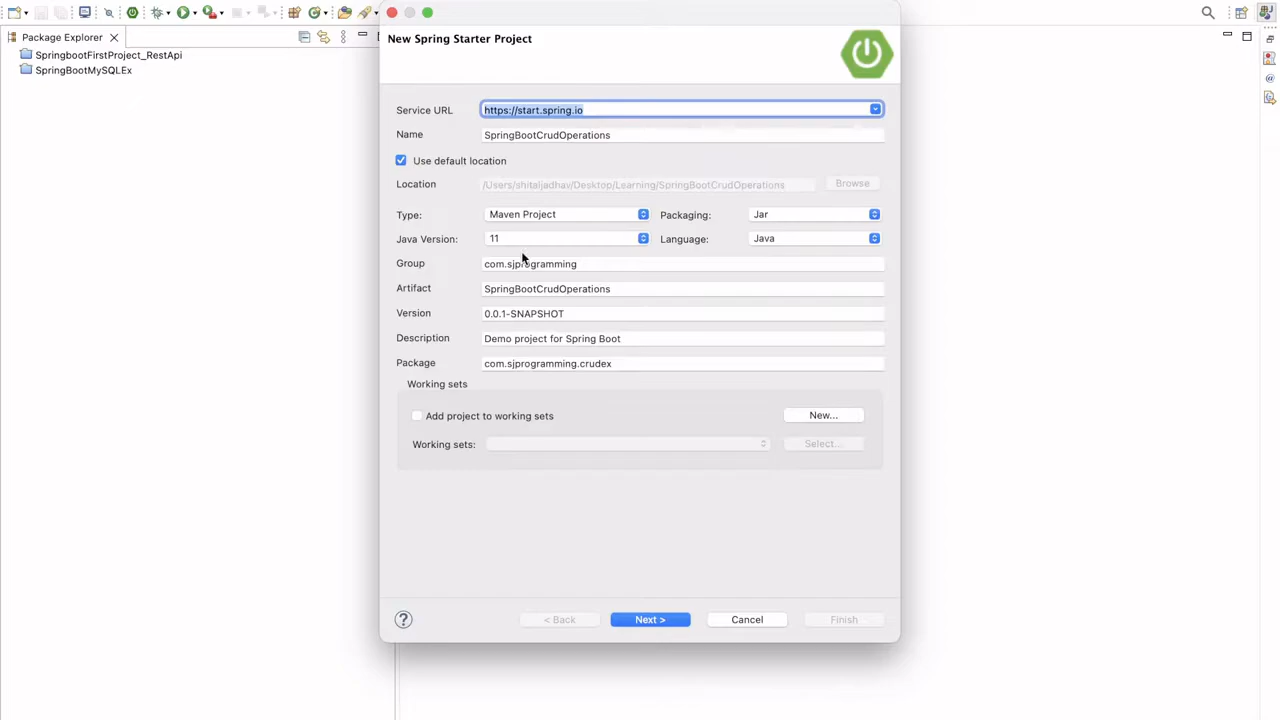 Package Explorer
SpringbootFirstProject_RestApi
SpringBootMySQLEx
New Spring Starter Project
Service URL https://start.spring.io
Name SpringBootCrudOperations
Use default location
Location /Users/shitaljadhav/Desktop/Learning/SpringBootCrudOperations Browse
Type: Maven Project Packaging: Jar
Java Version: 11 Language: Java
Group com.sjprogramming
Artifact SpringBootCrudOperations
Version 0.0.1-SNAPSHOT
Description Demo project for Spring Boot
Package com.sjprogramming.crudex
Working sets
Add project to working sets New...
Working sets: Select...
? < Back Next > Cancel Finish